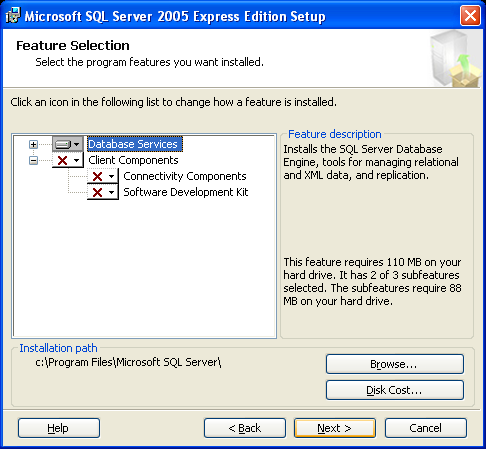 Microsoft SQL Server 2005 Express Edition Setup
Feature Selection
Select the program features you want installed.
Click an icon in the following list to change how a feature is installed.
Database Services
Client Components
Connectivity Components
Software Development Kit
Feature description
Installs the SQL Server Database
Engine, tools for managing relational
and XML data, and replication.
This feature requires 110 MB on your
hard drive. It has 2 of 3 subfeatures
selected. The subfeatures require 88
MB on your hard drive.
Installation path
c:\Program Files\Microsoft SQL Server\
Browse...
Disk Cost...
Help
< Back
Next >
Cancel